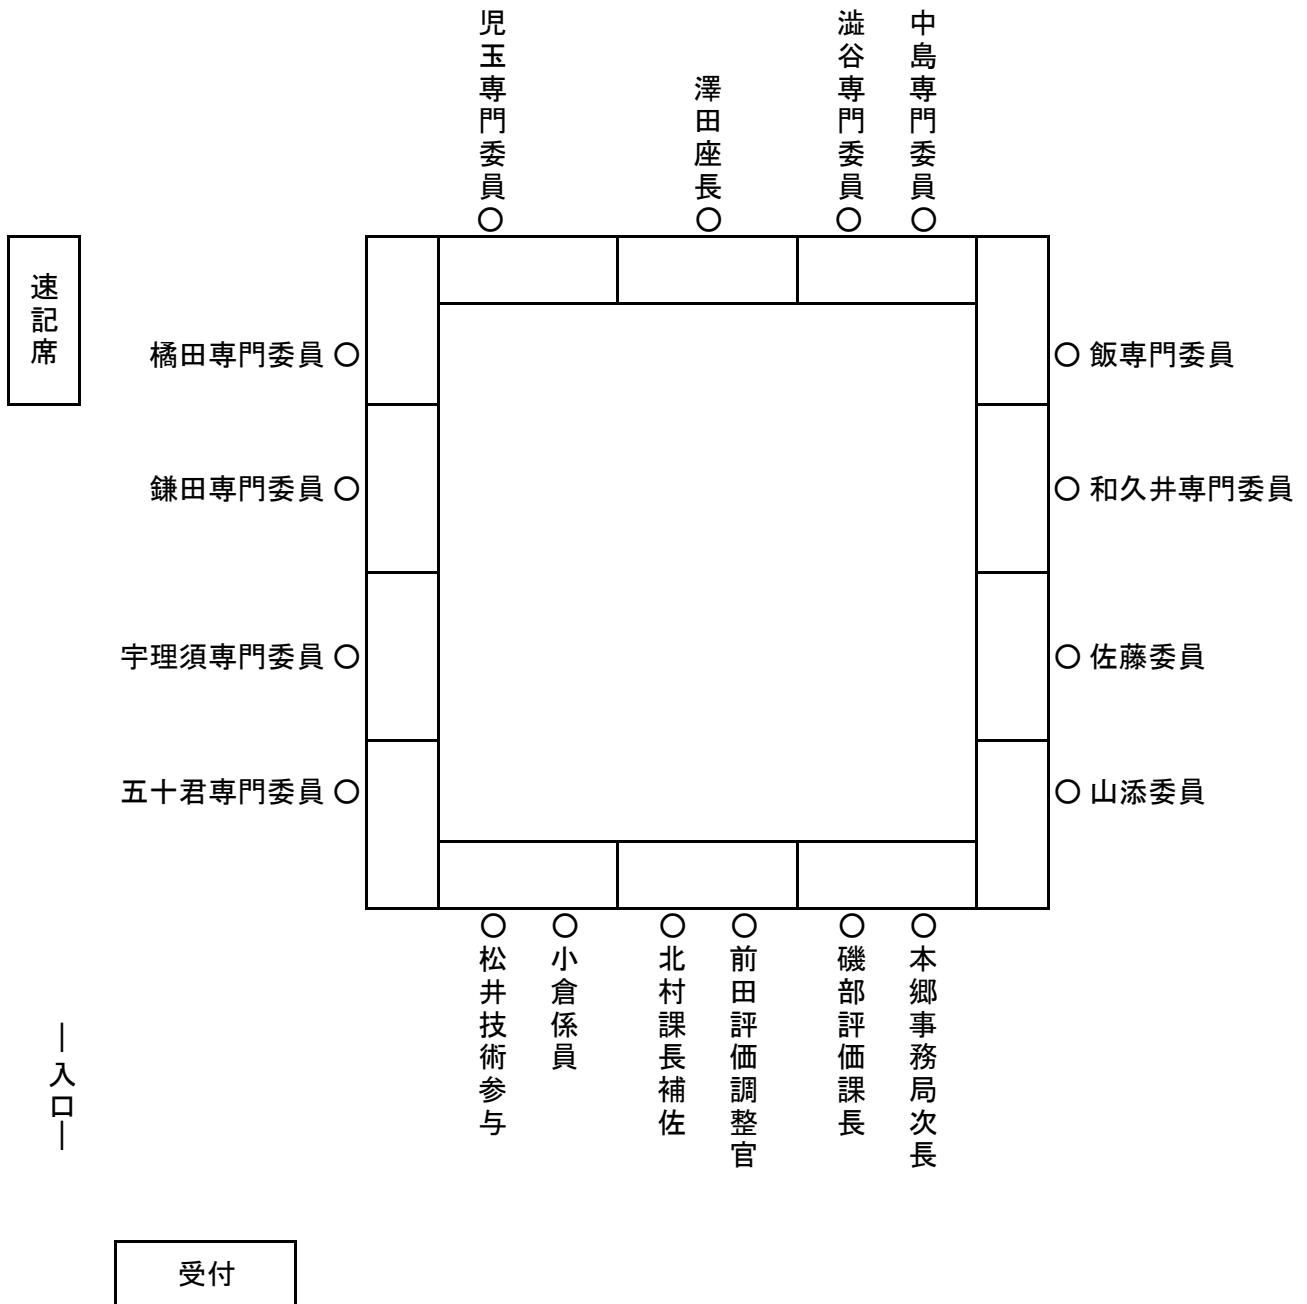 児玉専門委員
澤田座長
澁谷専門委員
中島専門委員
速記席
橘田専門委員
飯専門委員
鎌田専門委員
和久井専門委員
宇理須専門委員
佐藤委員
五十君専門委員
山添委員
松井技術参与
小倉係員
北村課長補佐
前田評価調整官
磯部評価課長
本郷事務局次長
―入口―
受付